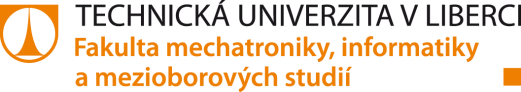 TECHNICKÁ UNIVERZITA V LIBERCI
Fakulta mechatroniky, informatiky
a mezioborových studií